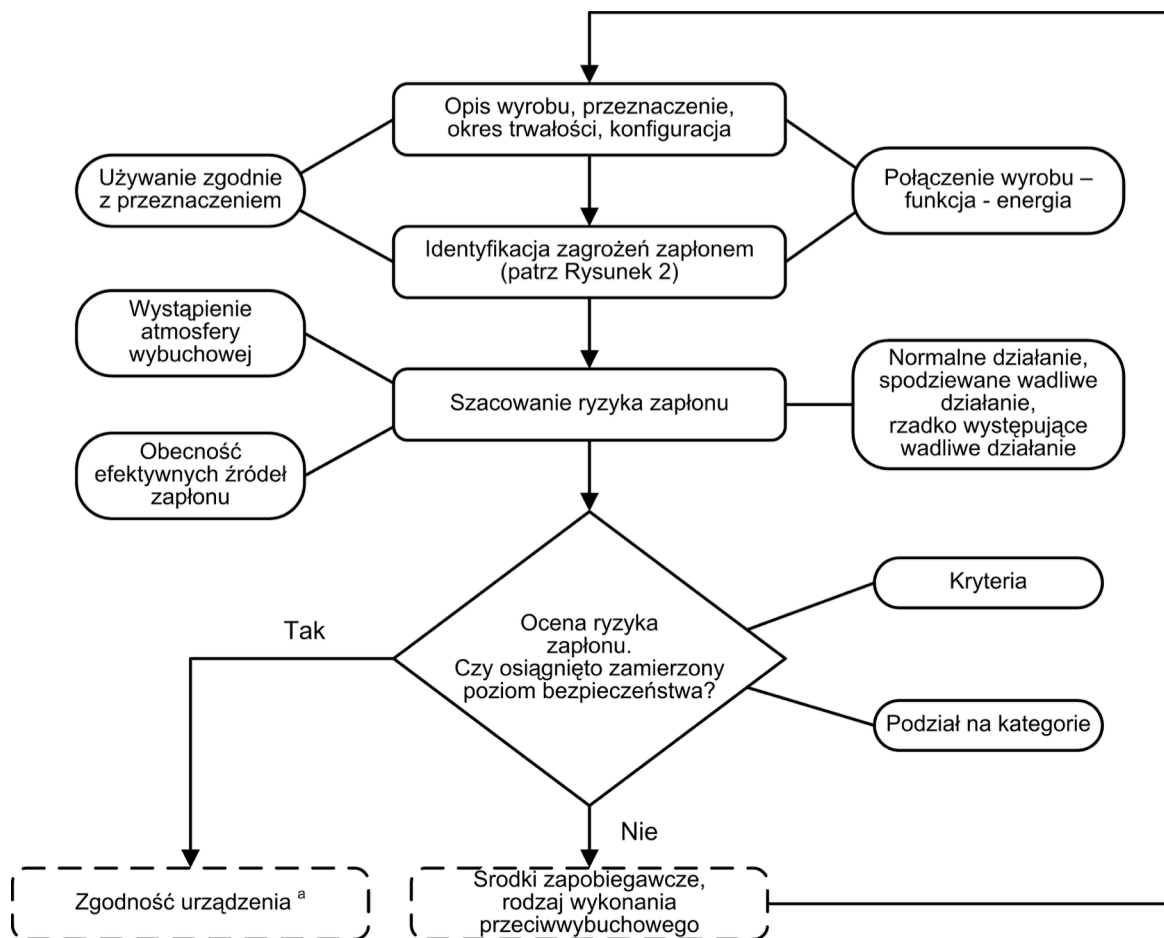 Opis wyrobu, przeznaczenie,
okres trwałości, konfiguracja
Używanie zgodnie
z przeznaczeniem
Połączenie wyrobu –
funkcja - energia
Identyfikacja zagrożeń zapłonem
(patrz Rysunek 2)
Wystąpienie
atmosfery
wybuchowej
Normalne działanie,
spodziewane wadliwe
działanie,
rzadko występujące
wadliwe działanie
Szacowanie ryzyka zapłonu
Obecność
efektywnych źródeł
zapłonu
Kryteria
Tak
Ocena ryzyka
zapłonu.
Czy osiągnięto zamierzony
poziom bezpieczeństwa?
Podział na kategorie
Nie
Zgodność urządzenia a
Środki zapobiegawcze,
rodzaj wykonania
przeciwwybuchowego